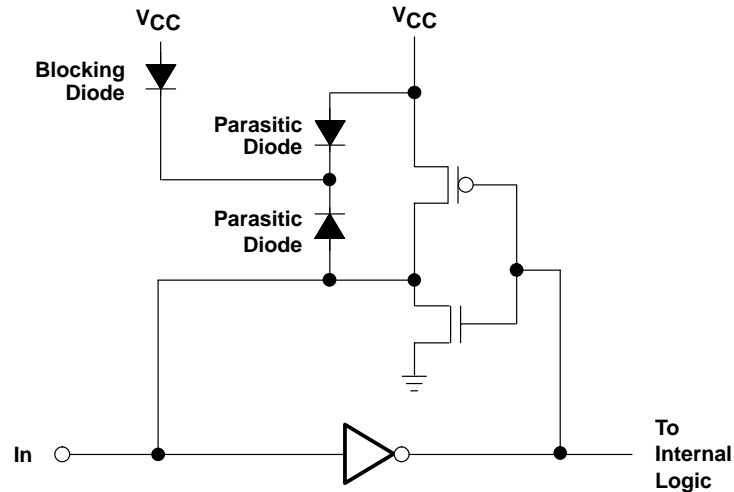 VCC
VCC
Blocking
Diode
Parasitic
Diode
Parasitic
Diode
In
To
Internal
Logic